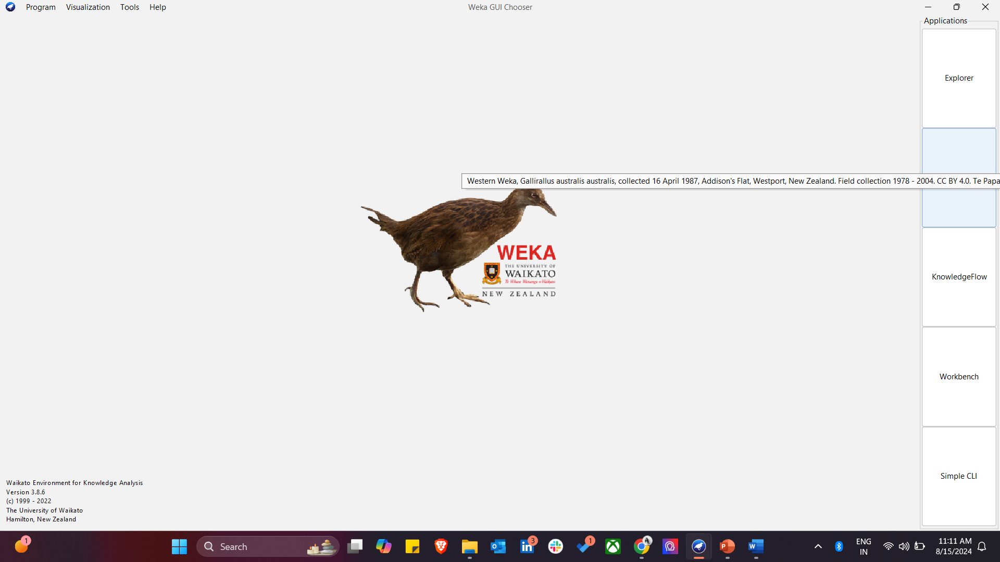 Program Visualization Tools Help
Weka GUI Chooser
Applications
Explorer
Western Weka, Gallirallus australis australis, collected 16 April 1987, Addison's Flat, Westport, New Zealand. Field collection 1978 - 2004. CC BY 4.0. Te Papa
WEKA
THE UNIVERSITY OF
WAIKATO
Te Whare Wānanga o Waikato
NEW ZEALAND
KnowledgeFlow
Workbench
Simple CLI
Waikato Environment for Knowledge Analysis
Version 3.8.6
(c) 1999 - 2022
The University of Waikato
Hamilton, New Zealand
1
Search
3
1
ENG
IN
11:11 AM
8/15/2024